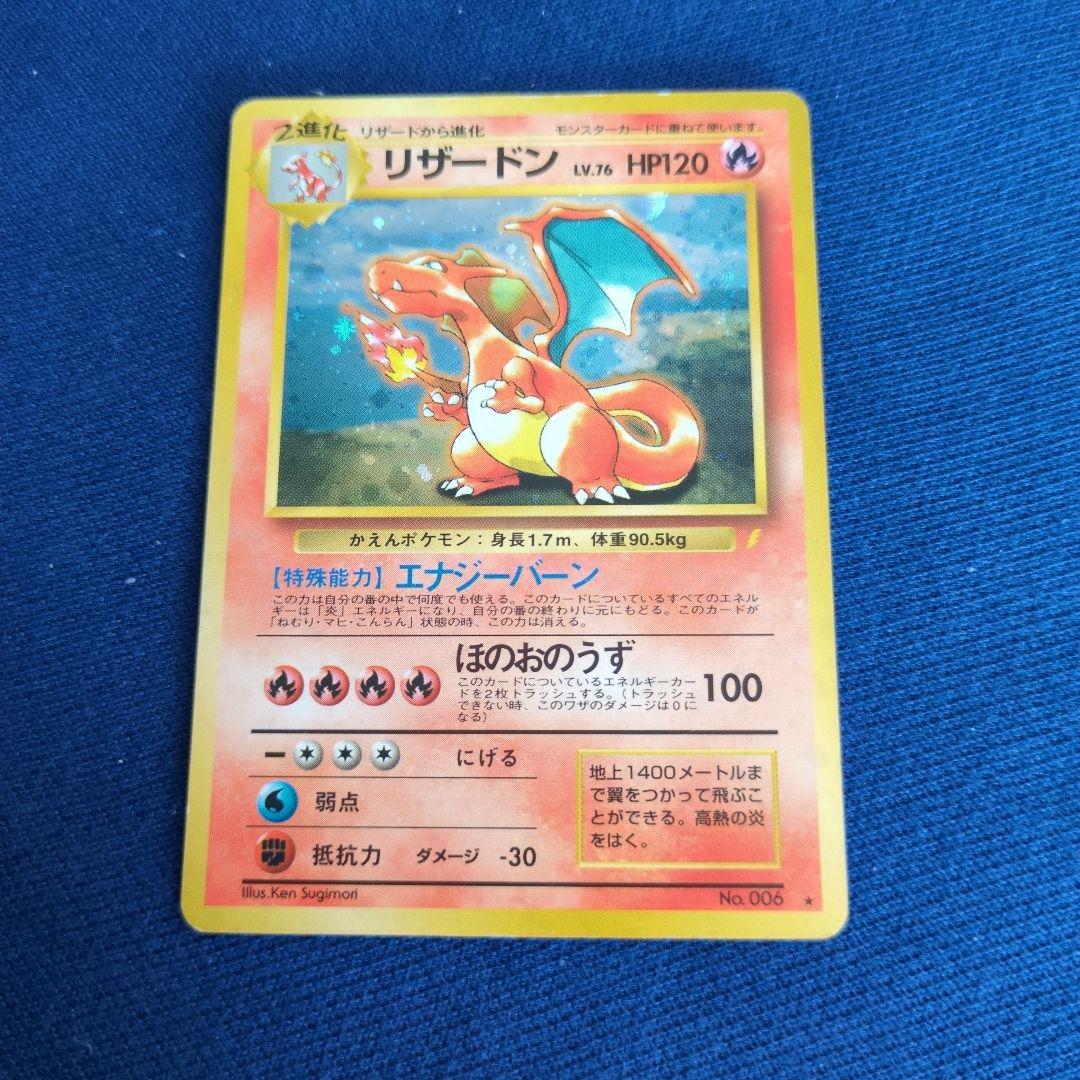 2進化 リザードから進化 モンスターカードに重ねて使います。
リザードン LV.76 HP120
かえんポケモン：身長1.7m、体重90.5kg
【特殊能力】エナジーバーン
この力は自分の番の中で何度でも使える。このカードについているすべてのエネル
ギーは「炎」エネルギーになり、自分の番の終わりに元にもどる。このカードが
「ねむり・マヒ・こんらん」状態の時、この力は消える。
ほのおのうず
このカードについているエネルギーカー
ドを2枚トラッシュする。（トラッシュ
できない時、このワザのダメージは0に
なる）
100
にげる
弱点
抵抗力 ダメージ -30
地上1400メートルま
で翼をつかって飛ぶこ
とができる。高熱の炎
をはく。
Illus.Ken Sugimori No. 006 ★